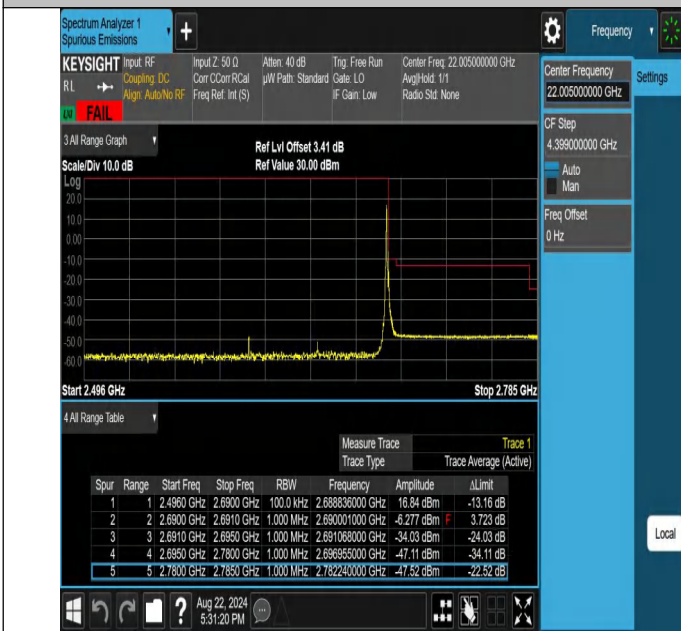 Spectrum Analyzer 1
Spurious Emissions
+
Frequency
KEYSIGHT
Input: RF
Input Z: 50 Ω
Atten: 40 dB
Trig: Free Run
Center Freq: 22.005000000 GHz
RL
Coupling: DC
Corr CCorr RCal
µW Path: Standard
Gate: LO
Avg|Hold: 1/1
Align: Auto/No RF
Freq Ref: Int (S)
IF Gain: Low
Radio Std: None
LXI
FAIL
Center Frequency
22.005000000 GHz
Settings
CF Step
4.399000000 GHz
Auto
Man
Freq Offset
0 Hz
3 All Range Graph
Ref Lvl Offset 3.41 dB
Scale/Div 10.0 dB
Ref Value 30.00 dBm
Log
20.0
10.0
0.00
-10.0
-20.0
-30.0
-40.0
-50.0
-60.0
Start 2.496 GHz
Stop 2.785 GHz
4 All Range Table
Measure Trace Trace 1
Trace Type Trace Average (Active)
Spur Range Start Freq Stop Freq RBW Frequency Amplitude ΔLimit
1 1 2.4960 GHz 2.6900 GHz 100.0 kHz 2.688836000 GHz 16.84 dBm -13.16 dB
2 2 2.6900 GHz 2.6910 GHz 1.000 MHz 2.690001000 GHz -6.277 dBm F 3.723 dB
3 3 2.6910 GHz 2.6950 GHz 1.000 MHz 2.691068000 GHz -34.03 dBm -24.03 dB
4 4 2.6950 GHz 2.7800 GHz 1.000 MHz 2.696955000 GHz -47.11 dBm -34.11 dB
5 5 2.7800 GHz 2.7850 GHz 1.000 MHz 2.782240000 GHz -47.52 dBm -22.52 dB
Local
?
Aug 22, 2024
5:31:20 PM